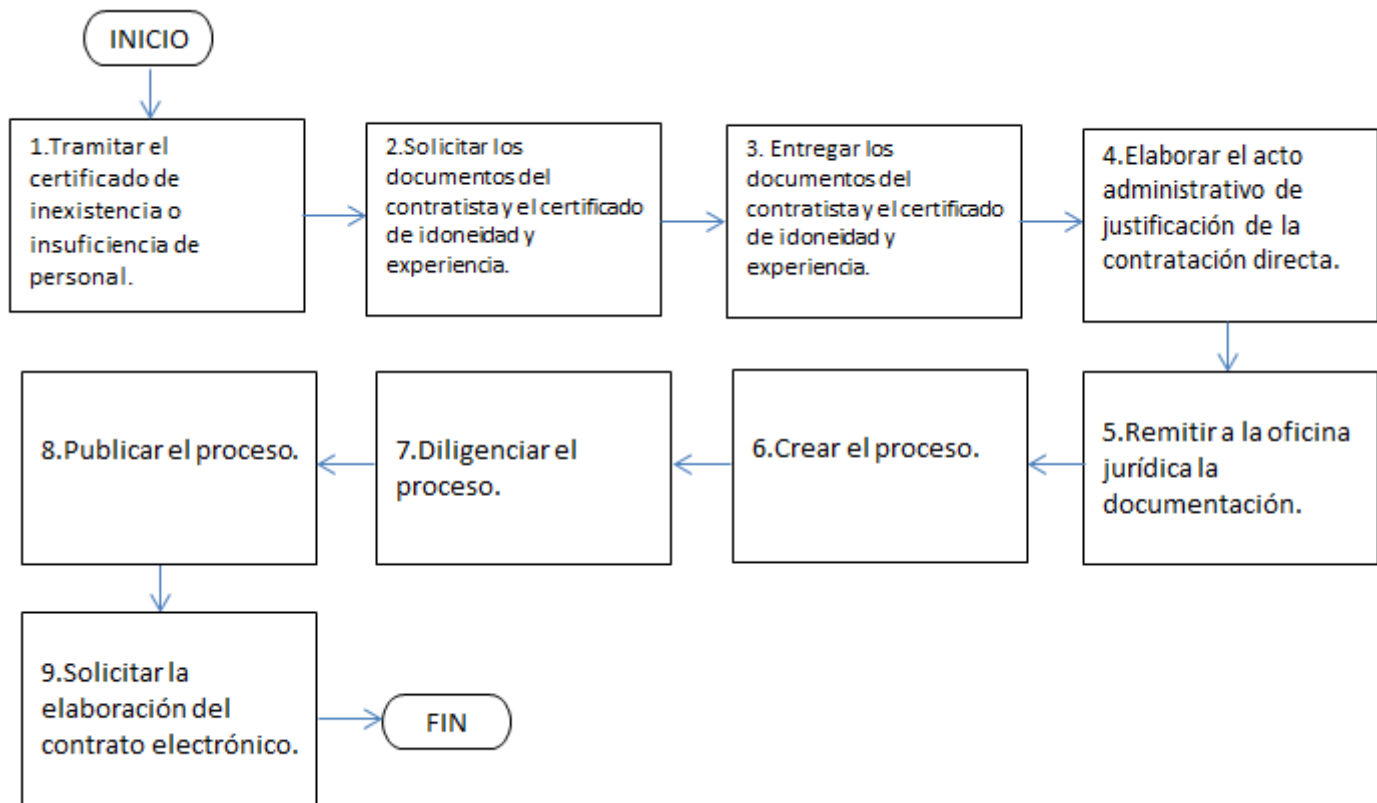 INICIO
1.Tramitar el
certificado de
inexistencia o
insuficiencia de
personal.
2.Solicitar los
documentos del
contratista y el certificado
de idoneidad y
experiencia.
3. Entregar los
documentos del
contratista y el certificado
de idoneidad y
experiencia.
4.Elaborar el acto
administrativo de
justificación de la
contratación directa.
5.Remitir a la oficina
jurídica la
documentación.
6.Crear el proceso.
7.Diligenciar el
proceso.
8.Publicar el proceso.
9.Solicitar la
elaboración del
contrato electrónico.
FIN